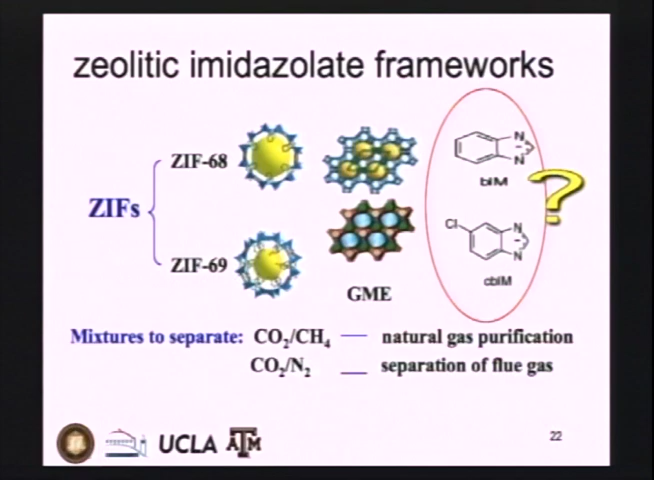 zeolitic imidazolate frameworks
ZIFs
ZIF-68
ZIF-69
GME
N
N
bIM
Cl
N
N
cbIM
?
Mixtures to separate: CO₂/CH₄ — natural gas purification
CO₂/N₂ — separation of flue gas
UCLA ATM
22